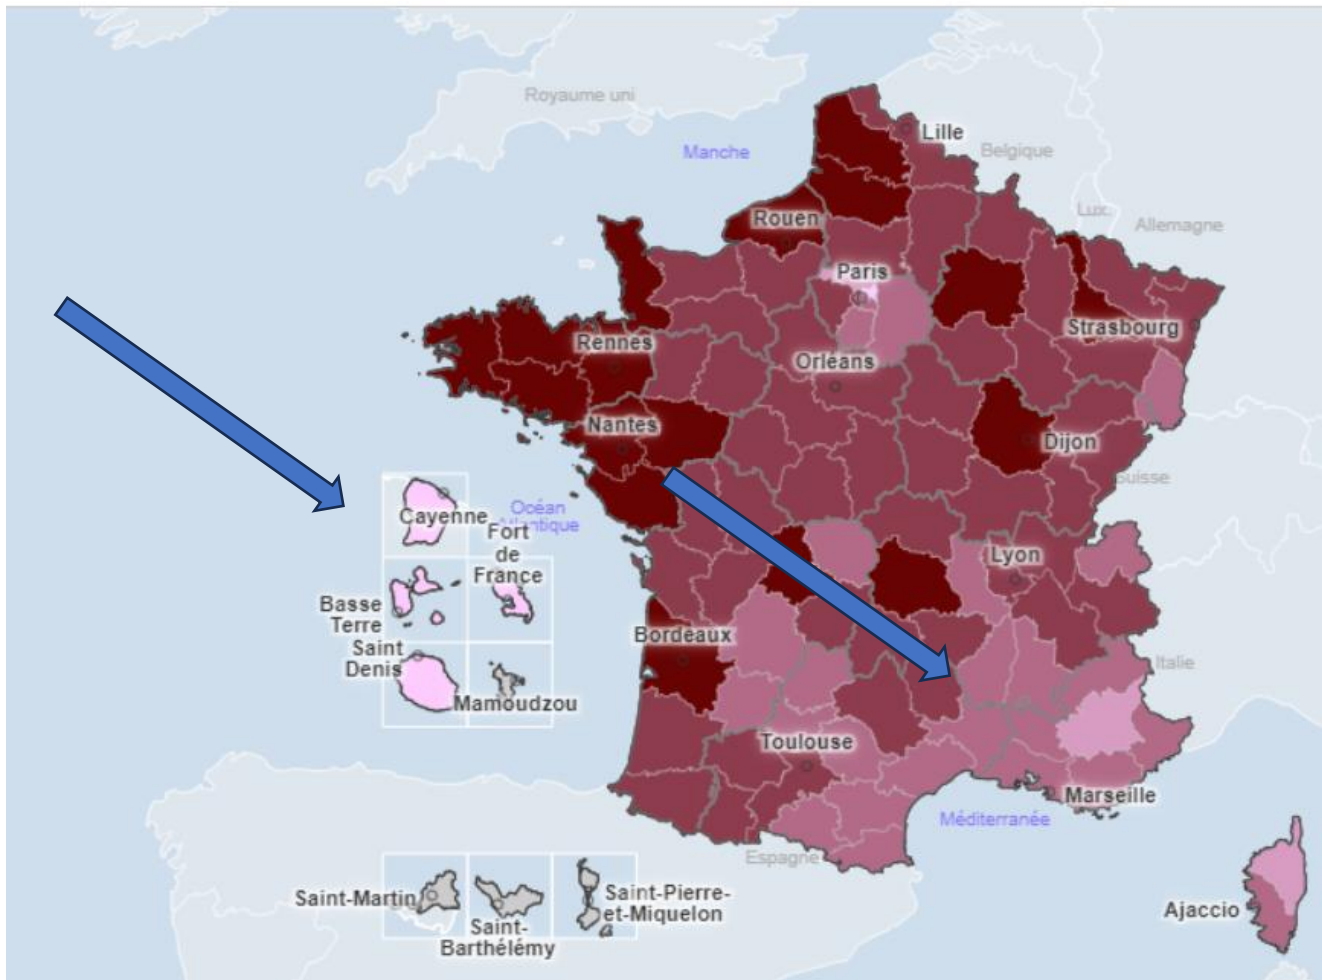 Royaume uni
Lille
Manche
Belgique
Rouen
Lux.
Allemagne
Paris
Strasbourg
Rennes
Orléans
Nantes
Dijon
Suisse
Océan
Atlantique
Cayenne
Fort
de
France
Lyon
Basse
Terre
Bordeaux
Saint
Denis
Italie
Mamoudzou
Toulouse
Marseille
Méditerranée
Espagne
Saint-Martin
Saint-Pierre-
et-Miquelon
Saint-
Barthélémy
Ajaccio